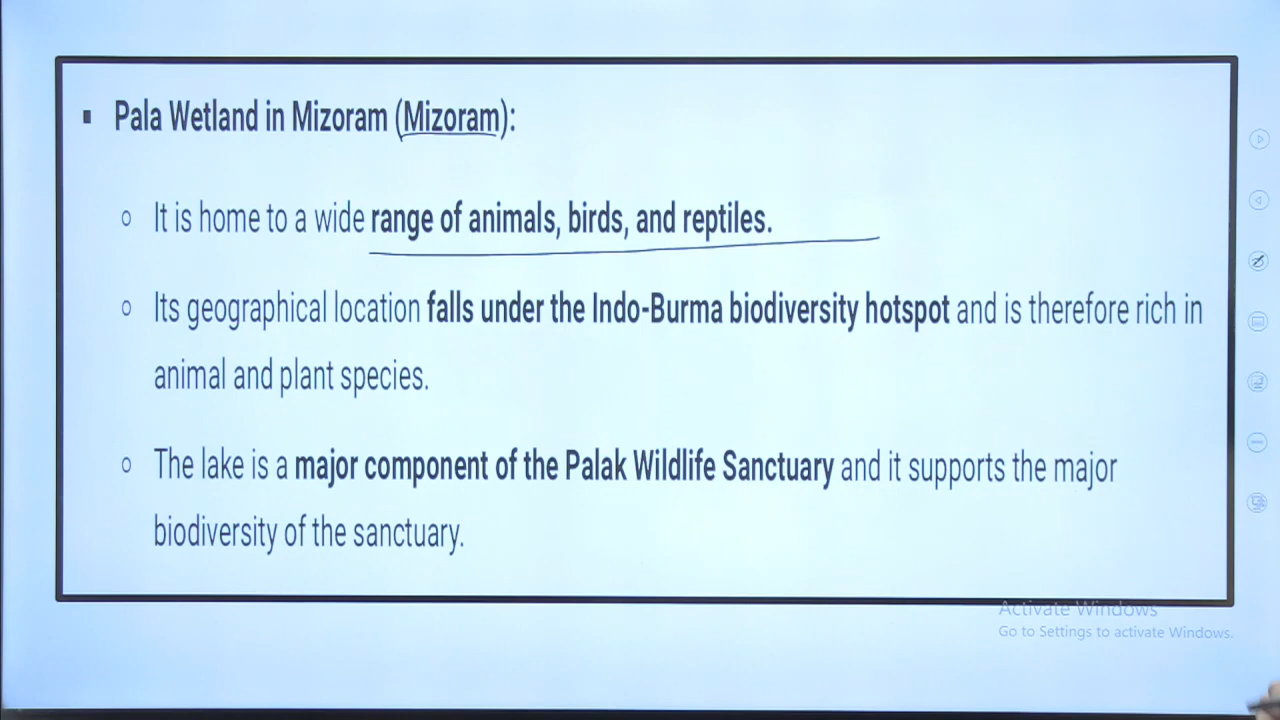 ▪ Pala Wetland in Mizoram (Mizoram):
○ It is home to a wide range of animals, birds, and reptiles.
○ Its geographical location falls under the Indo-Burma biodiversity hotspot and is therefore rich in
animal and plant species.
○ The lake is a major component of the Palak Wildlife Sanctuary and it supports the major
biodiversity of the sanctuary.
Activate Windows
Go to Settings to activate Windows.